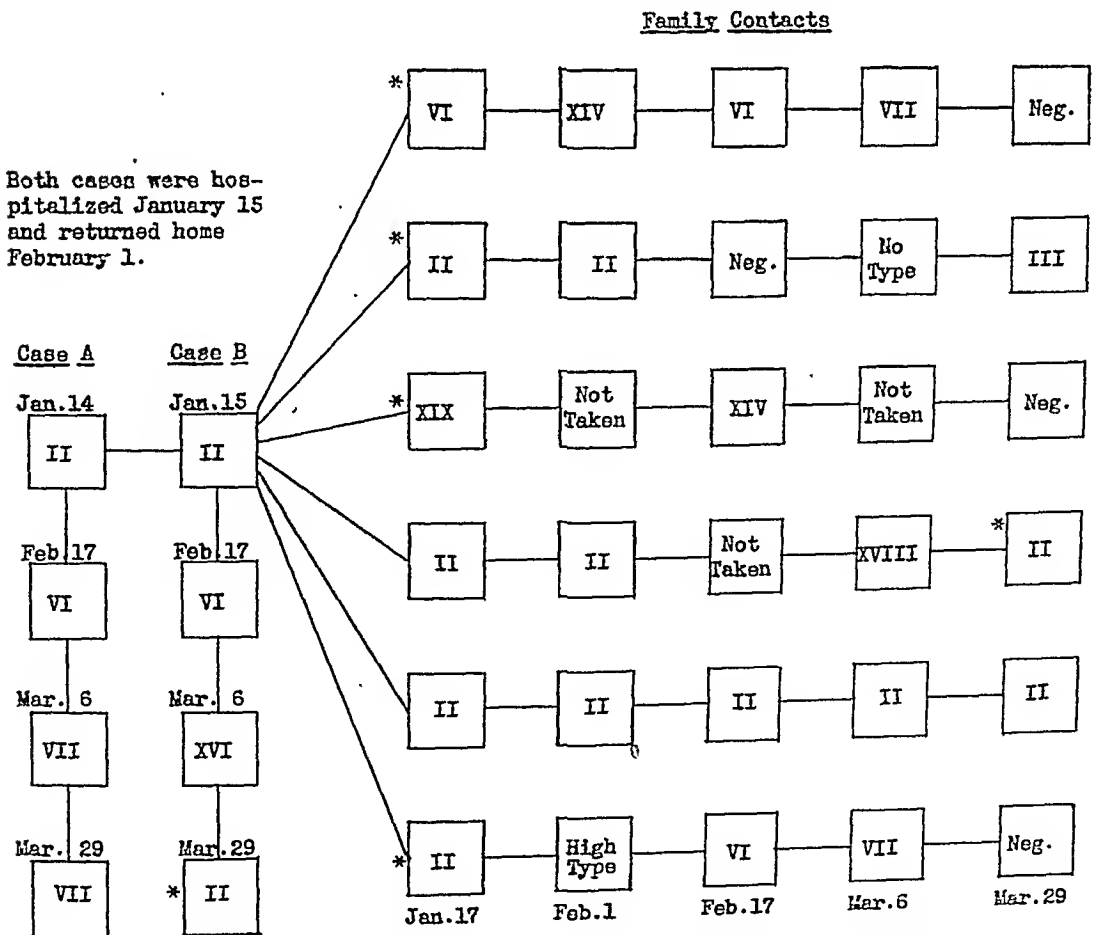 Family Contacts
* VI XIV VI VII Neg.
Both cases were hos-
pitalized January 15
and returned home
February 1.
* II II Neg. No
Type III
Case A Case B
Jan.14 Jan.15
II II
* XIX Not
Taken XIV Not
Taken Neg.
Feb.17 Feb.17
VI VI
II II Not
Taken XVIII * II
Mar. 6 Mar. 6
VII XVI
II II II II II
Mar. 29 Mar.29
VII * II
* II High
Type VI VII Neg.
Jan.17 Feb.1 Feb.17 Mar.6 Mar.29